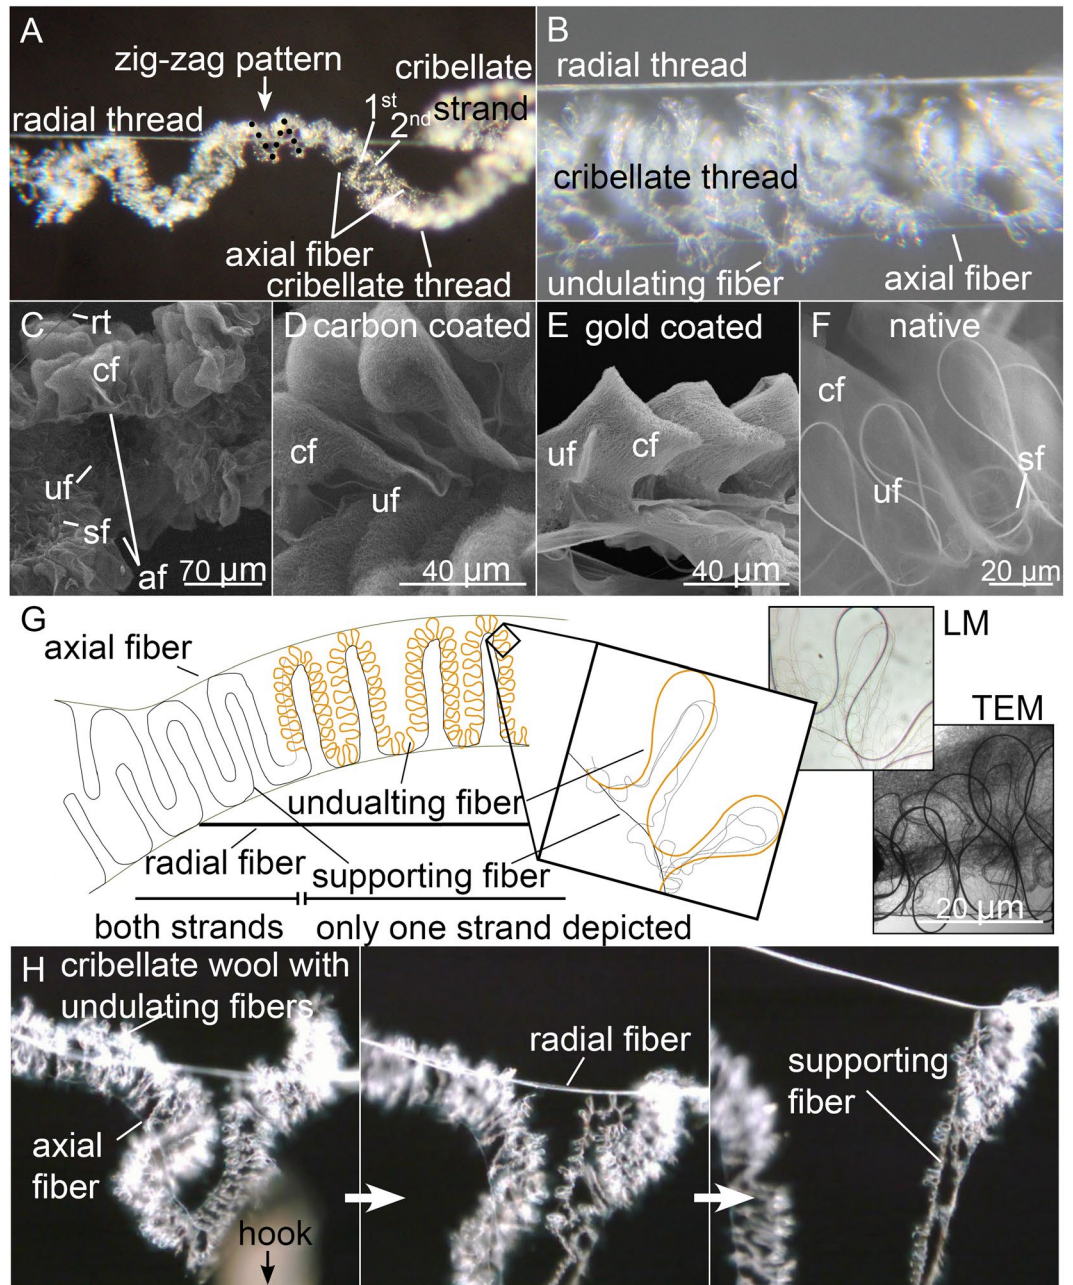 A
zig-zag pattern
cribellate
strand
1st
2nd
radial thread
axial fiber
cribellate thread
B
radial thread
cribellate thread
undulating fiber
axial fiber
C
rt
cf
uf
sf
af
70 µm
D carbon coated
cf
uf
40 µm
E gold coated
uf
cf
40 µm
F native
cf
uf
sf
20 µm
G
axial fiber
undualting fiber
radial fiber
supporting fiber
both strands
only one strand depicted
LM
TEM
20 µm
H cribellate wool with
undulating fibers
axial
fiber
hook
radial fiber
supporting
fiber